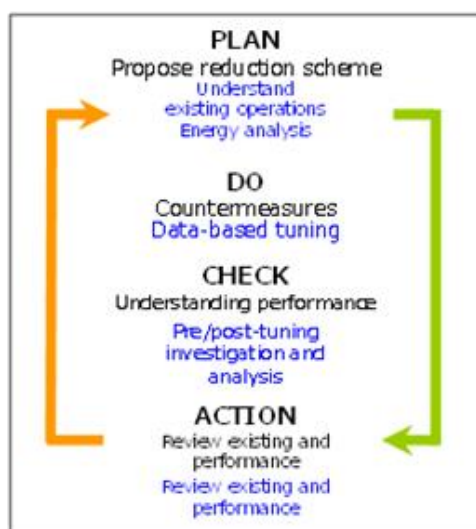 PLAN
Propose reduction scheme
Understand
existing operations
Energy analysis
DO
Countermeasures
Data-based tuning
CHECK
Understanding performance
Pre/post-tuning
investigation and
analysis
ACTION
Review existing and
performance
Review existing and
performance